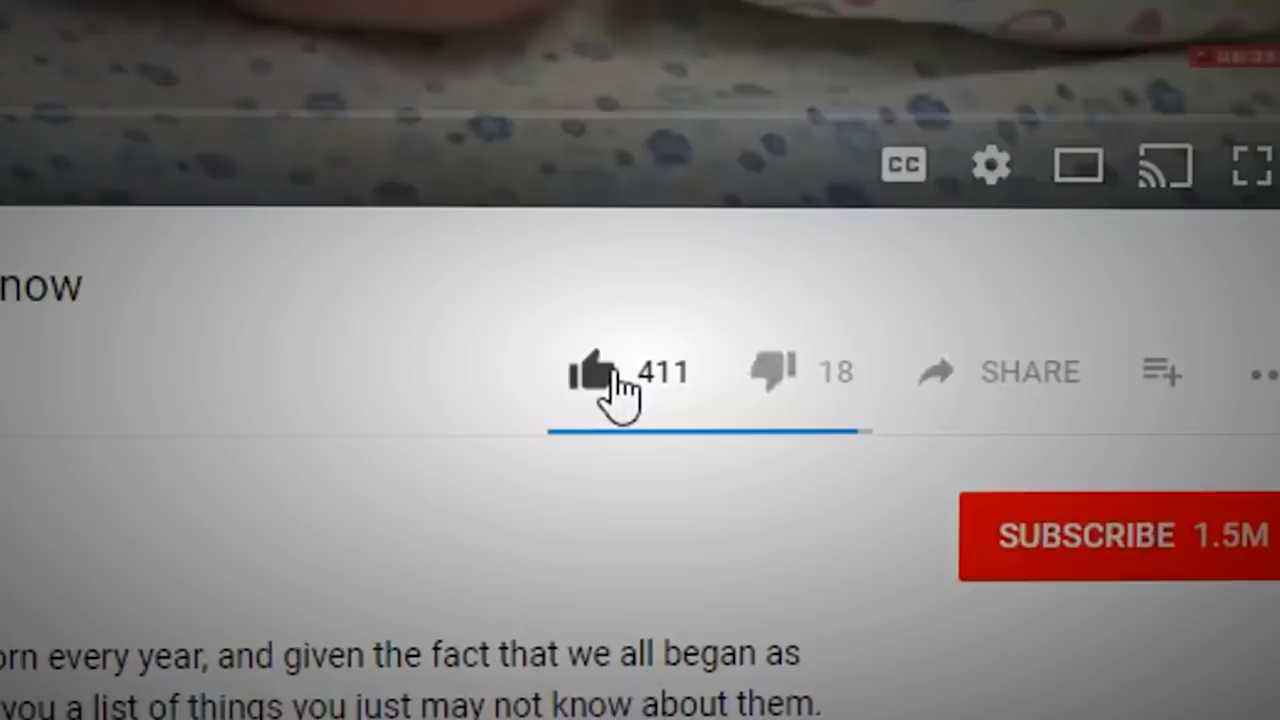 CC
now
411 18 SHARE
SUBSCRIBE 1.5M
orn every year, and given the fact that we all began as
you a list of things you just may not know about them.